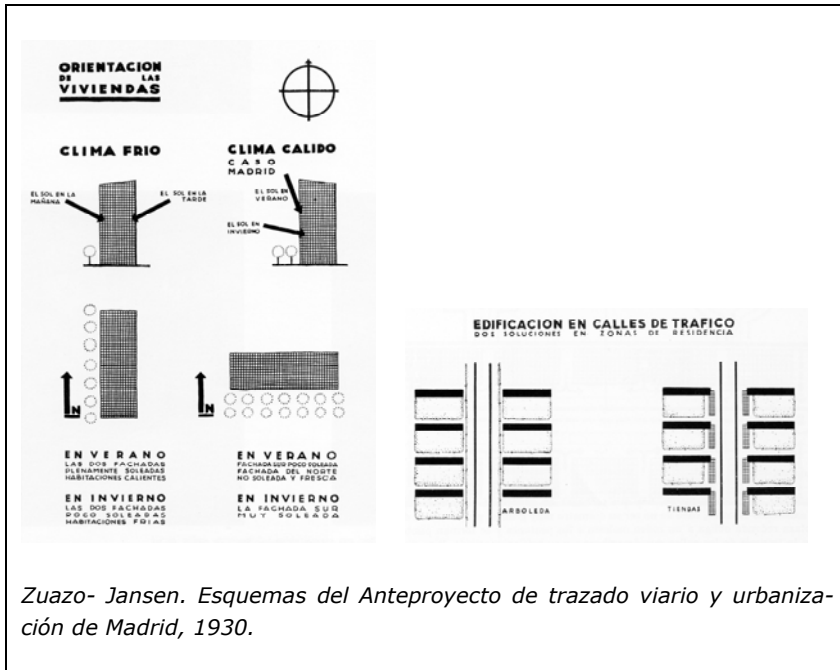 ORIENTACION
DE LAS
VIVIENDAS
CLIMA FRIO
EL SOL EN LA
MAÑANA
EL SOL EN LA
TARDE
CLIMA CALIDO
CASO
MADRID
EL SOL EN
VERANO
EL SOL EN
INVIERNO
N
N
EN VERANO
LAS DOS FACHADAS
PLENAMENTE SOLEADAS
HABITACIONES CALIENTES
EN INVIERNO
LAS DOS FACHADAS
POCO SOLEADAS
HABITACIONES FRIAS
EN VERANO
FACHADA SUR POCO SOLEADA
FACHADA DEL NORTE
NO SOLEADA Y FRESCA
EN INVIERNO
LA FACHADA SUR
MUY SOLEADA
EDIFICACION EN CALLES DE TRAFICO
DOS SOLUCIONES EN ZONAS DE RESIDENCIA
ARBOLEDA
TIENDAS
Zuazo- Jansen. Esquemas del Anteproyecto de trazado viario y urbaniza-
ción de Madrid, 1930.